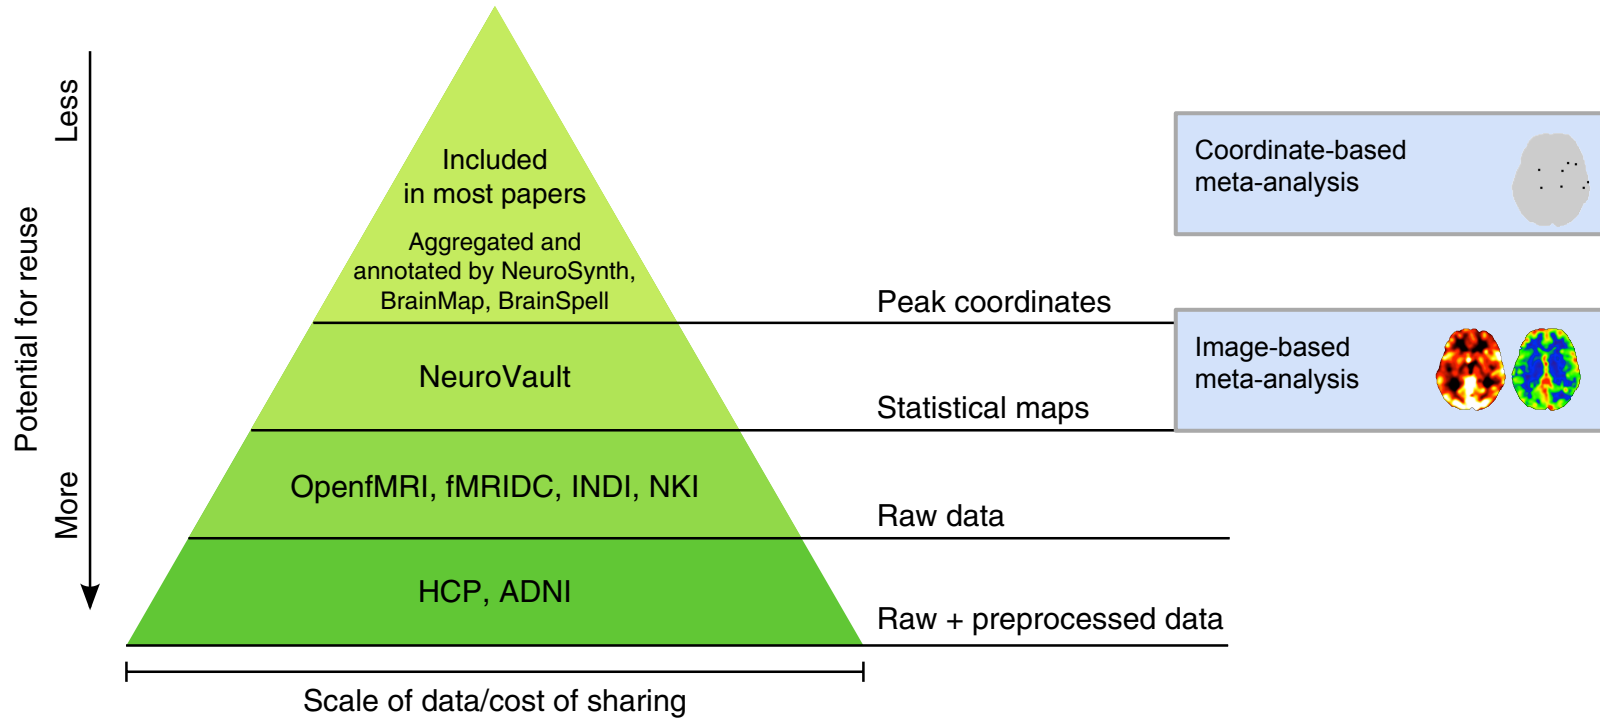 Less
Potential for reuse
More
Included
in most papers
Aggregated and
annotated by NeuroSynth,
BrainMap, BrainSpell
Peak coordinates
NeuroVault
Statistical maps
OpenfMRI, fMRIDC, INDI, NKI
Raw data
HCP, ADNI
Raw + preprocessed data
Scale of data/cost of sharing
Coordinate-based
meta-analysis
Image-based
meta-analysis